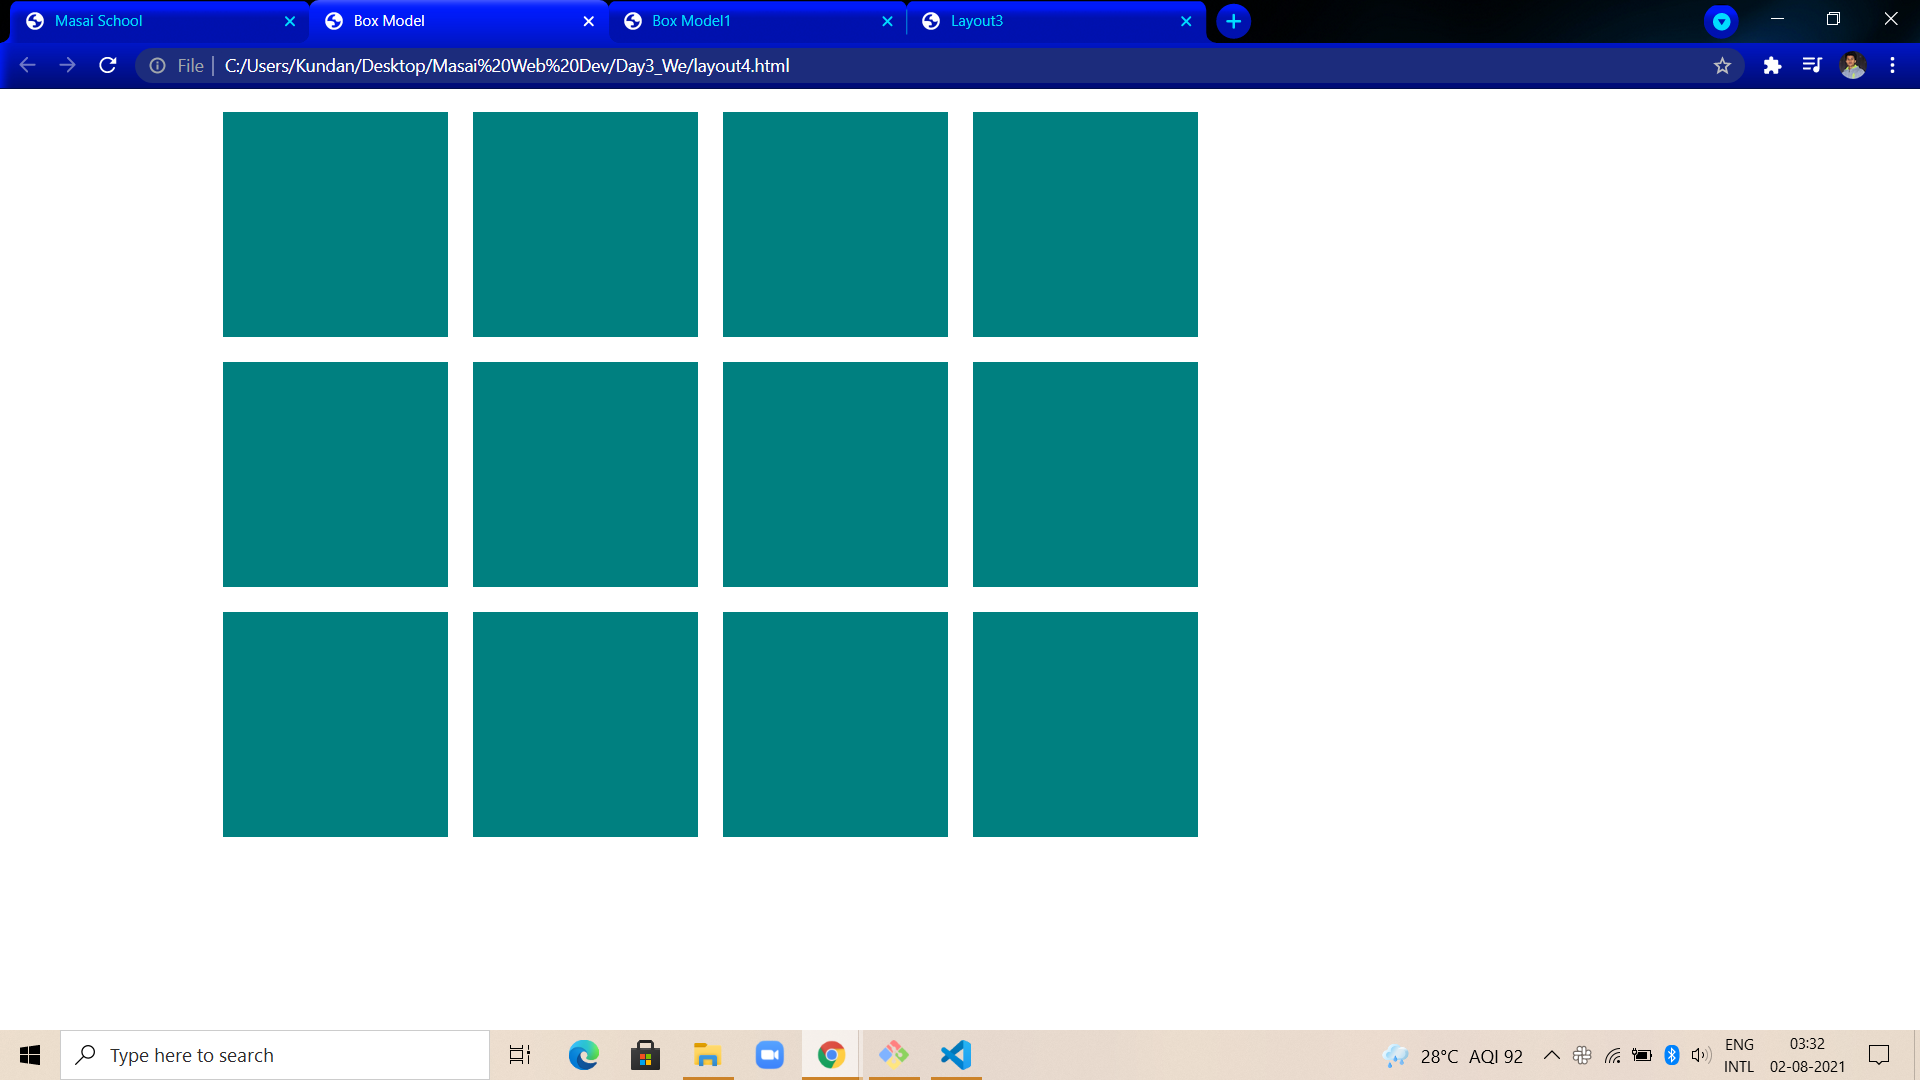 Masai School
Box Model
Box Model1
Layout3
File
C:/Users/Kundan/Desktop/Masai%20Web%20Dev/Day3_We/layout4.html
Type here to search
28°C AQI 92
ENG
INTL
03:32
02-08-2021